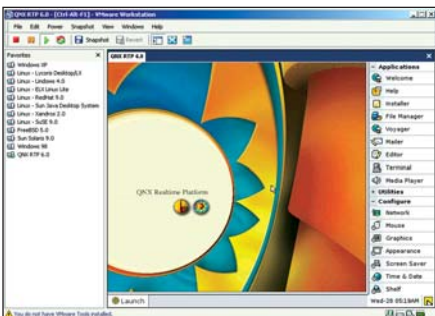 QNX RTP 6.0 - [Ctrl-Alt-F1] - VMware Workstation
File Edit Power Snapshot View Windows Help
Snapshot Revert
Favorites
Windows XP
Linux - Lycoris Desktop/LX
Linux - Lindows 4.0
Linux - ELX Linux Lite
Linux - RedHat 9.0
Linux - Sun Java Desktop System
Linux - Xandros 2.0
Linux - SuSE 9.0
FreeBSD 5.0
Sun Solaris 9.0
Windows 98
QNX RTP 6.0
QNX RTP 6.0
QNX Realtime Platform
Launch
Applications
Welcome
Help
Installer
File Manager
Voyager
Mailer
Editor
Terminal
Media Player
Utilities
Configure
Network
Mouse
Graphics
Appearance
Screen Saver
Time & Date
Shelf
Wed-28 05:19AM
You do not have VMware Tools installed.